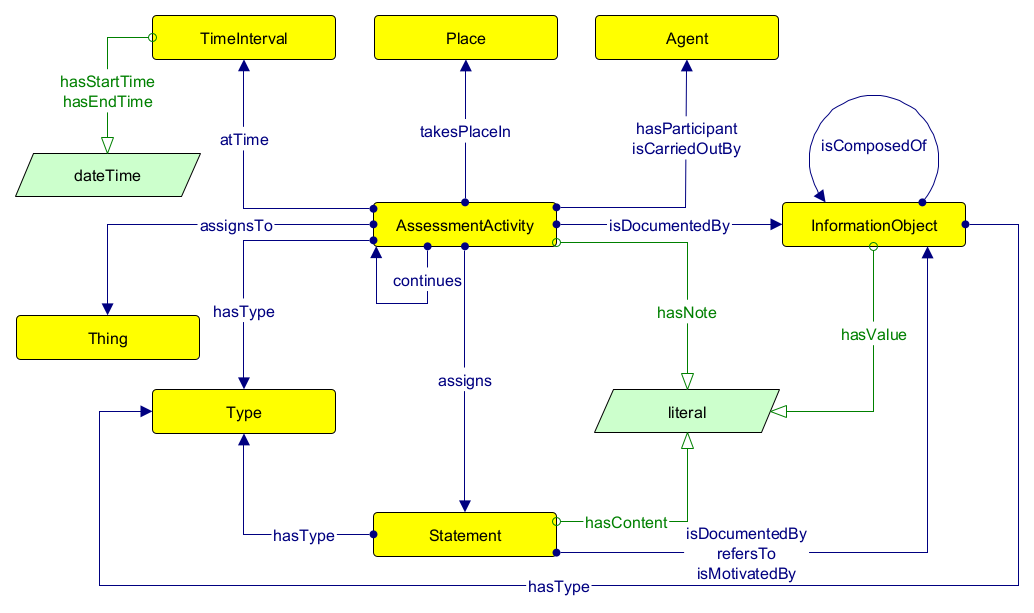 TimeInterval
Place
Agent
hasStartTime
hasEndTime
atTime
takesPlaceIn
hasParticipant
isCarriedOutBy
isComposedOf
dateTime
assignsTo
AssessmentActivity
isDocumentedBy
InformationObject
continues
hasType
hasNote
hasValue
Thing
assigns
Type
literal
hasType
Statement
hasContent
isDocumentedBy
refersTo
isMotivatedBy
hasType